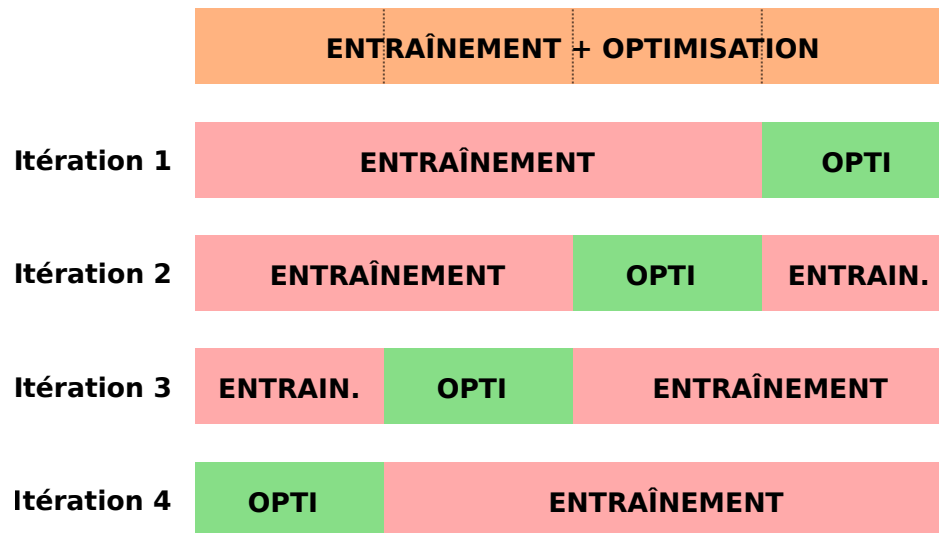 ENTRAÎNEMENT + OPTIMISATION
Itération 1 ENTRAÎNEMENT OPTI
Itération 2 ENTRAÎNEMENT OPTI ENTRAIN.
Itération 3 ENTRAIN. OPTI ENTRAÎNEMENT
Itération 4 OPTI ENTRAÎNEMENT